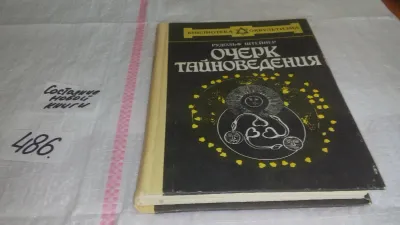 Состояние
новой
книги
486.
РУДОЛЬФ ШТЕЙНЕР
ОЧЕРК
ТАЙНОВЕДЕНИЯ